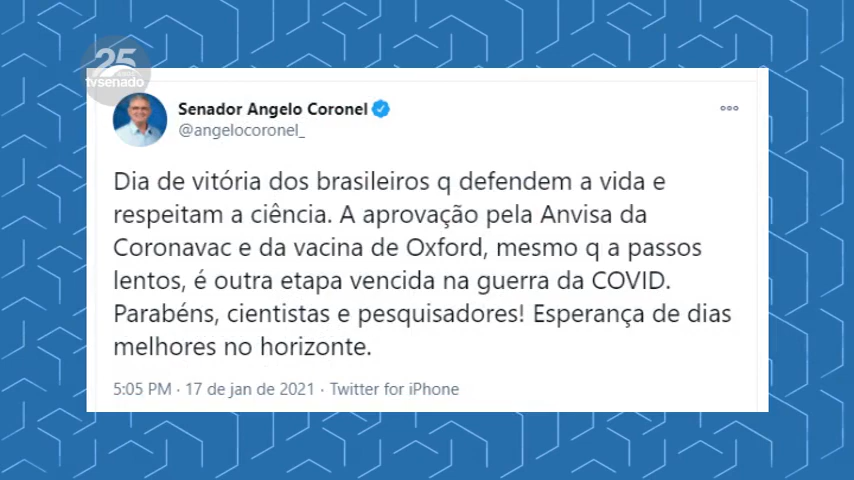 25
ANOS
tvsenado
Senador Angelo Coronel
@angelocoronel_
Dia de vitória dos brasileiros q defendem a vida e
respeitam a ciência. A aprovação pela Anvisa da
Coronavac e da vacina de Oxford, mesmo q a passos
lentos, é outra etapa vencida na guerra da COVID.
Parabéns, cientistas e pesquisadores! Esperança de dias
melhores no horizonte.
5:05 PM · 17 de jan de 2021 · Twitter for iPhone